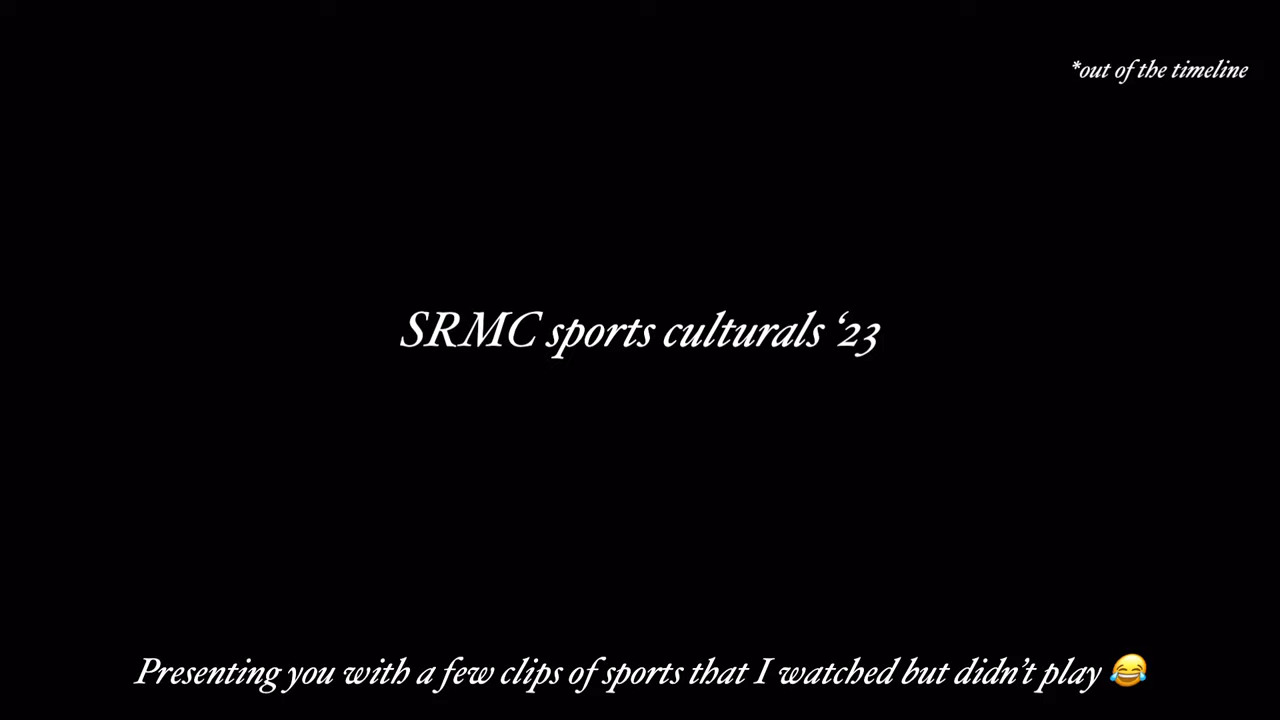 *out of the timeline
SRMC sports culturals ‘23
Presenting you with a few clips of sports that I watched but didn’t play 😂